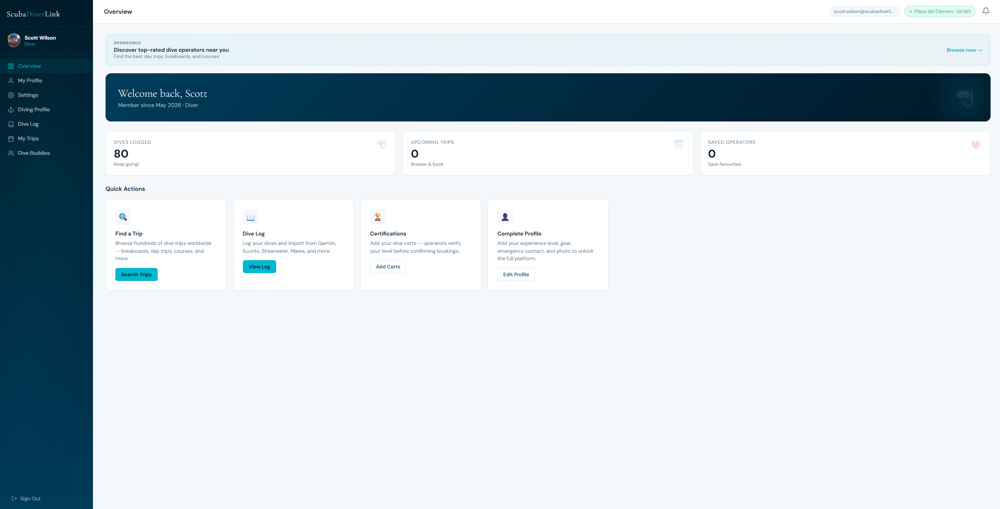 ScubaDiverLink
Scott Wilson
Diver
Overview
My Profile
Settings
Diving Profile
Dive Log
My Trips
Dive Buddies
Sign Out
Overview
scott.wilson@scubadiverli...
Playa del Carmen · 2d left
SPONSORED
Discover top-rated dive operators near you
Find the best day trips, liveaboards, and courses
Browse now →
Welcome back, Scott
Member since May 2026 · Diver
DIVES LOGGED
80
Keep going!
UPCOMING TRIPS
0
Browse & book
SAVED OPERATORS
0
Save favourites
Quick Actions
Find a Trip
Browse hundreds of dive trips worldwide
— liveaboards, day trips, courses, and
more.
Search Trips
Dive Log
Log your dives and import from Garmin,
Suunto, Shearwater, Mares, and more.
View Log
Certifications
Add your dive certs — operators verify
your level before confirming bookings.
Add Certs
Complete Profile
Add your experience level, gear,
emergency contact, and photo to unlock
the full platform.
Edit Profile